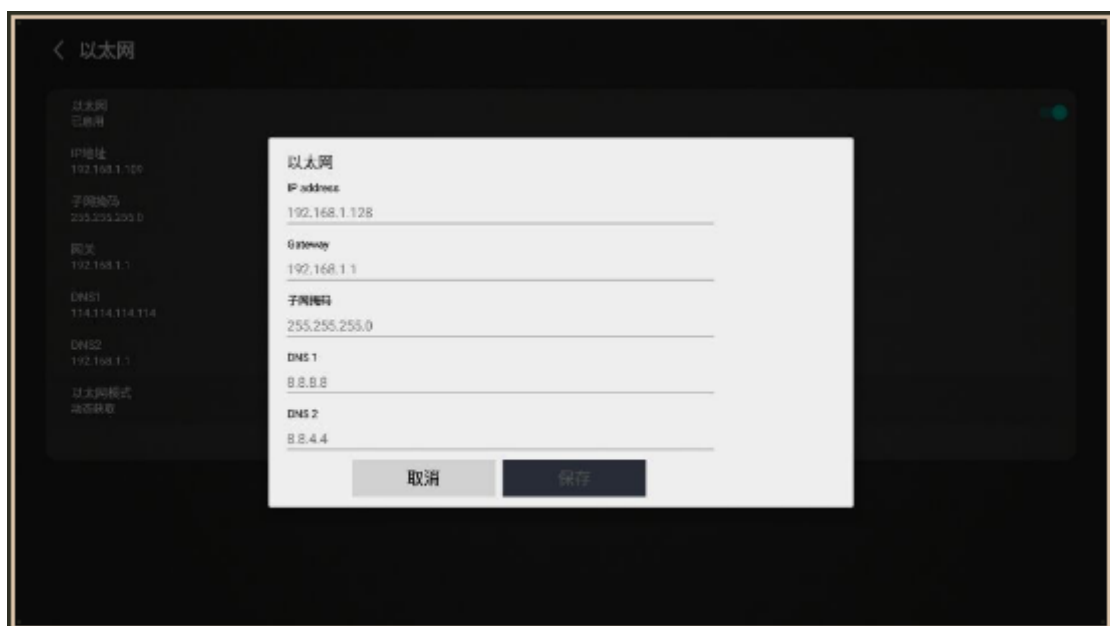 以太网
以太网
已启用
IP地址
192.168.1.109
子网掩码
255.255.255.0
网关
192.168.1.1
DNS1
114.114.114.114
DNS2
192.168.1.1
以太网模式
动态获取
以太网
IP address
192.168.1.128
Gateway
192.168.1.1
子网掩码
255.255.255.0
DNS 1
8.8.8.8
DNS 2
8.8.4.4
取消
保存